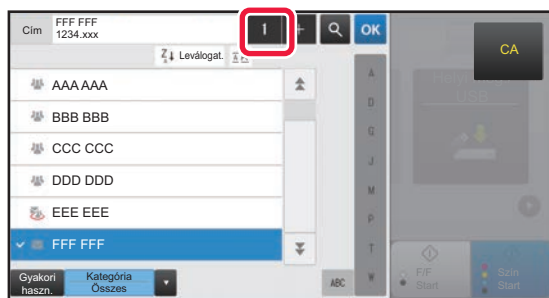 Cím
FFF FFF
1234.xxx
1
+
OK
CA
Z↓ Leválogat.
AAA AAA
BBB BBB
CCC CCC
DDD DDD
EEE EEE
FFF FFF
A
D
G
J
M
P
T
W
USB
Gyakori
haszn.
Kategória
Összes
ABC
F/F
Start
Szín
Start